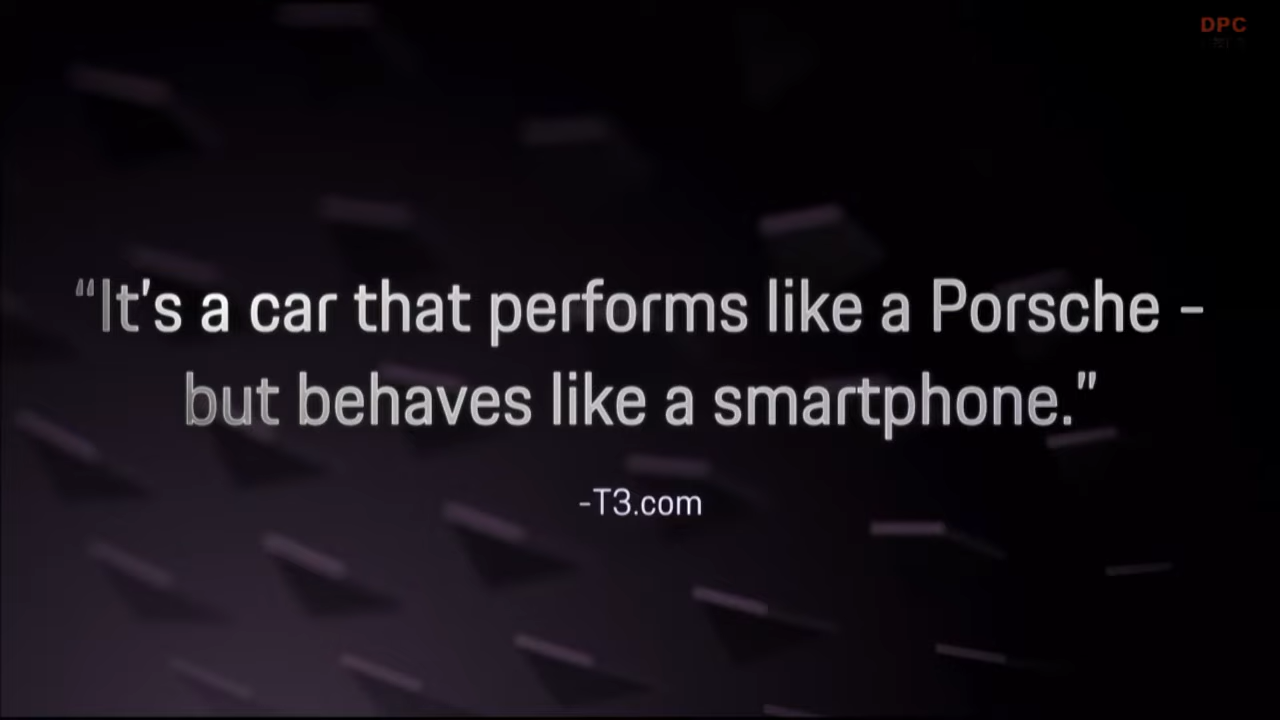 DPC
“It's a car that performs like a Porsche -
but behaves like a smartphone.”
-T3.com